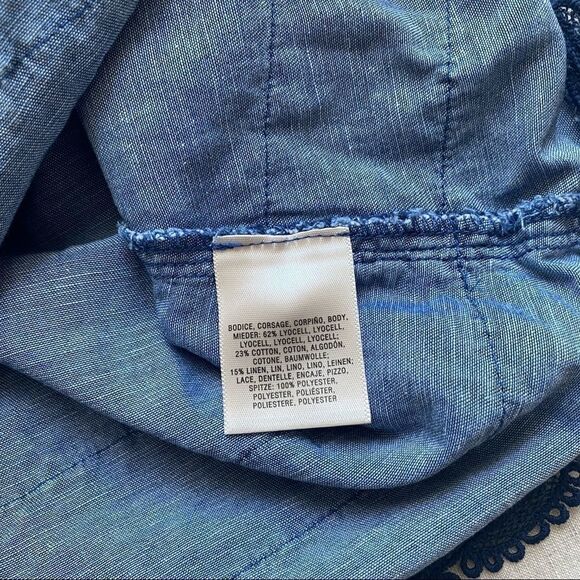 BODICE, CORSAGE, CORPIÑO, BODY,
MIEDER: 62% LYOCELL, LYOCELL,
LYOCELL, LYOCELL, LYOCELL;
23% COTTON, COTON, ALGODÓN,
COTONE, BAUMWOLLE;
15% LINEN, LIN, LINO, LINO, LEINEN;
LACE, DENTELLE, ENCAJE, PIZZO,
SPITZE: 100% POLYESTER,
POLYESTER, POLIÉSTER,
POLIESTERE, POLYESTER